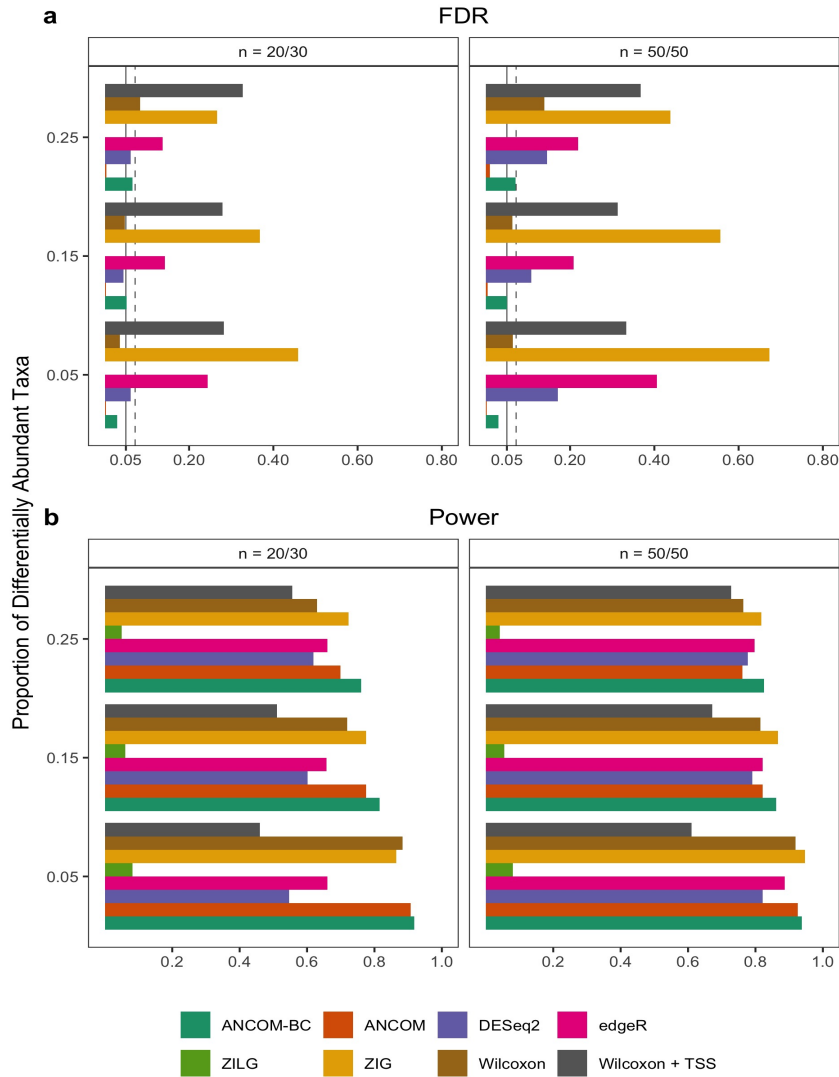 a FDR
n = 20/30 n = 50/50
0.25
0.15
0.05
0.05 0.20 0.40 0.60 0.80 0.05 0.20 0.40 0.60 0.80
Proportion of Differentially Abundant Taxa
b Power
n = 20/30 n = 50/50
0.25
0.15
0.05
0.2 0.4 0.6 0.8 1.0 0.2 0.4 0.6 0.8 1.0
ANCOM-BC ANCOM DESeq2 edgeR
ZILG ZIG Wilcoxon Wilcoxon + TSS